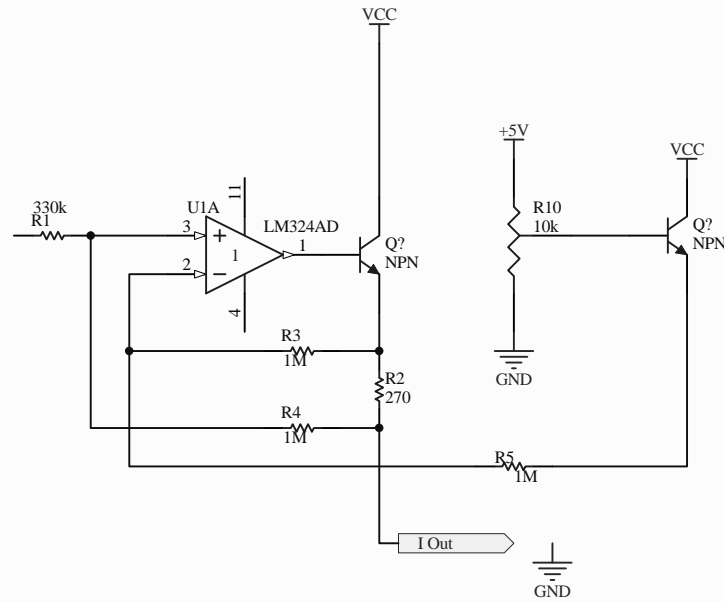 VCC
+5V
VCC
330k
R1
U1A
11
LM324AD
R10
10k
3
1
1
Q?
NPN
Q?
NPN
2
4
GND
R3
1M
R2
270
R4
1M
R5
1M
I Out
GND